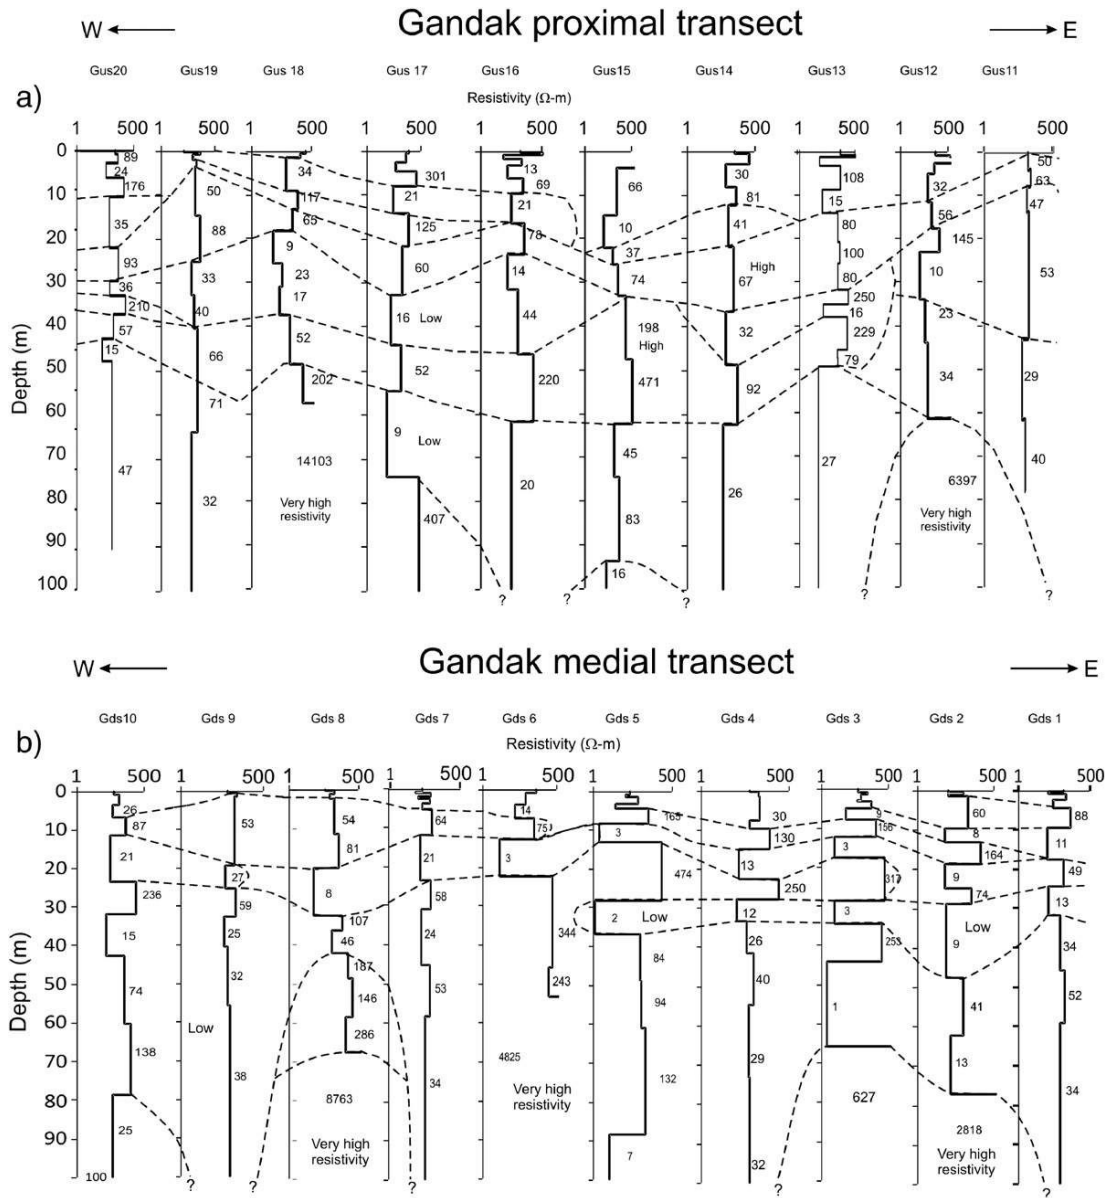 Gandak proximal transect
W E
Gus20 Gus19 Gus 18 Gus 17 Gus16 Gus15 Gus14 Gus13 Gus12 Gus11
a)
Resistivity (Ω-m)
1 500 1 500 1 500 1 500 1 500 1 500 1 500 1 500 1 500 1 500
Depth (m)
0
10
20
30
40
50
60
70
80
90
100
89 24 176 35 93 36 210 57 15 47
50 88 33 40 66 71 32
34 117 65 9 23 17 52 202 14103
Very high
resistivity
301 21 125 60 16 Low 52 9 Low 407
13 69 21 78 14 44 220 20
66 10 37 74 198
High
471 45 83 16
30 81 41 High 67 32 92 26
108 15 80 100 80 250 16 229 79 27
32 56 145 10 23 34 6397
Very high
resistivity
50 63 47 53 29 40
? ? ? ? ?
Gandak medial transect
W E
Gds10 Gds 9 Gds 8 Gds 7 Gds 6 Gds 5 Gds 4 Gds 3 Gds 2 Gds 1
b)
Resistivity (Ω-m)
1 500 1 500 1 500 1 500 1 500 1 500 1 500 1 500 1 500 1 500
Depth (m)
0
10
20
30
40
50
60
70
80
90
100
26 87 21 236 15 74 138 25
53 27 59 25 32 Low 38
54 81 8 107 46 187 146 286 8763
Very high
resistivity
64 21 58 24 53 34
14 75 3 344 243 4825
Very high
resistivity
165 3 474 2 Low 84 94 132 7
30 130 13 250 12 26 40 29 32
9 156 3 317 3 255 1 627
60 8 164 9 74 Low 9 41 13 2818
Very high
resistivity
88 11 49 13 34 52 34
? ? ? ? ?